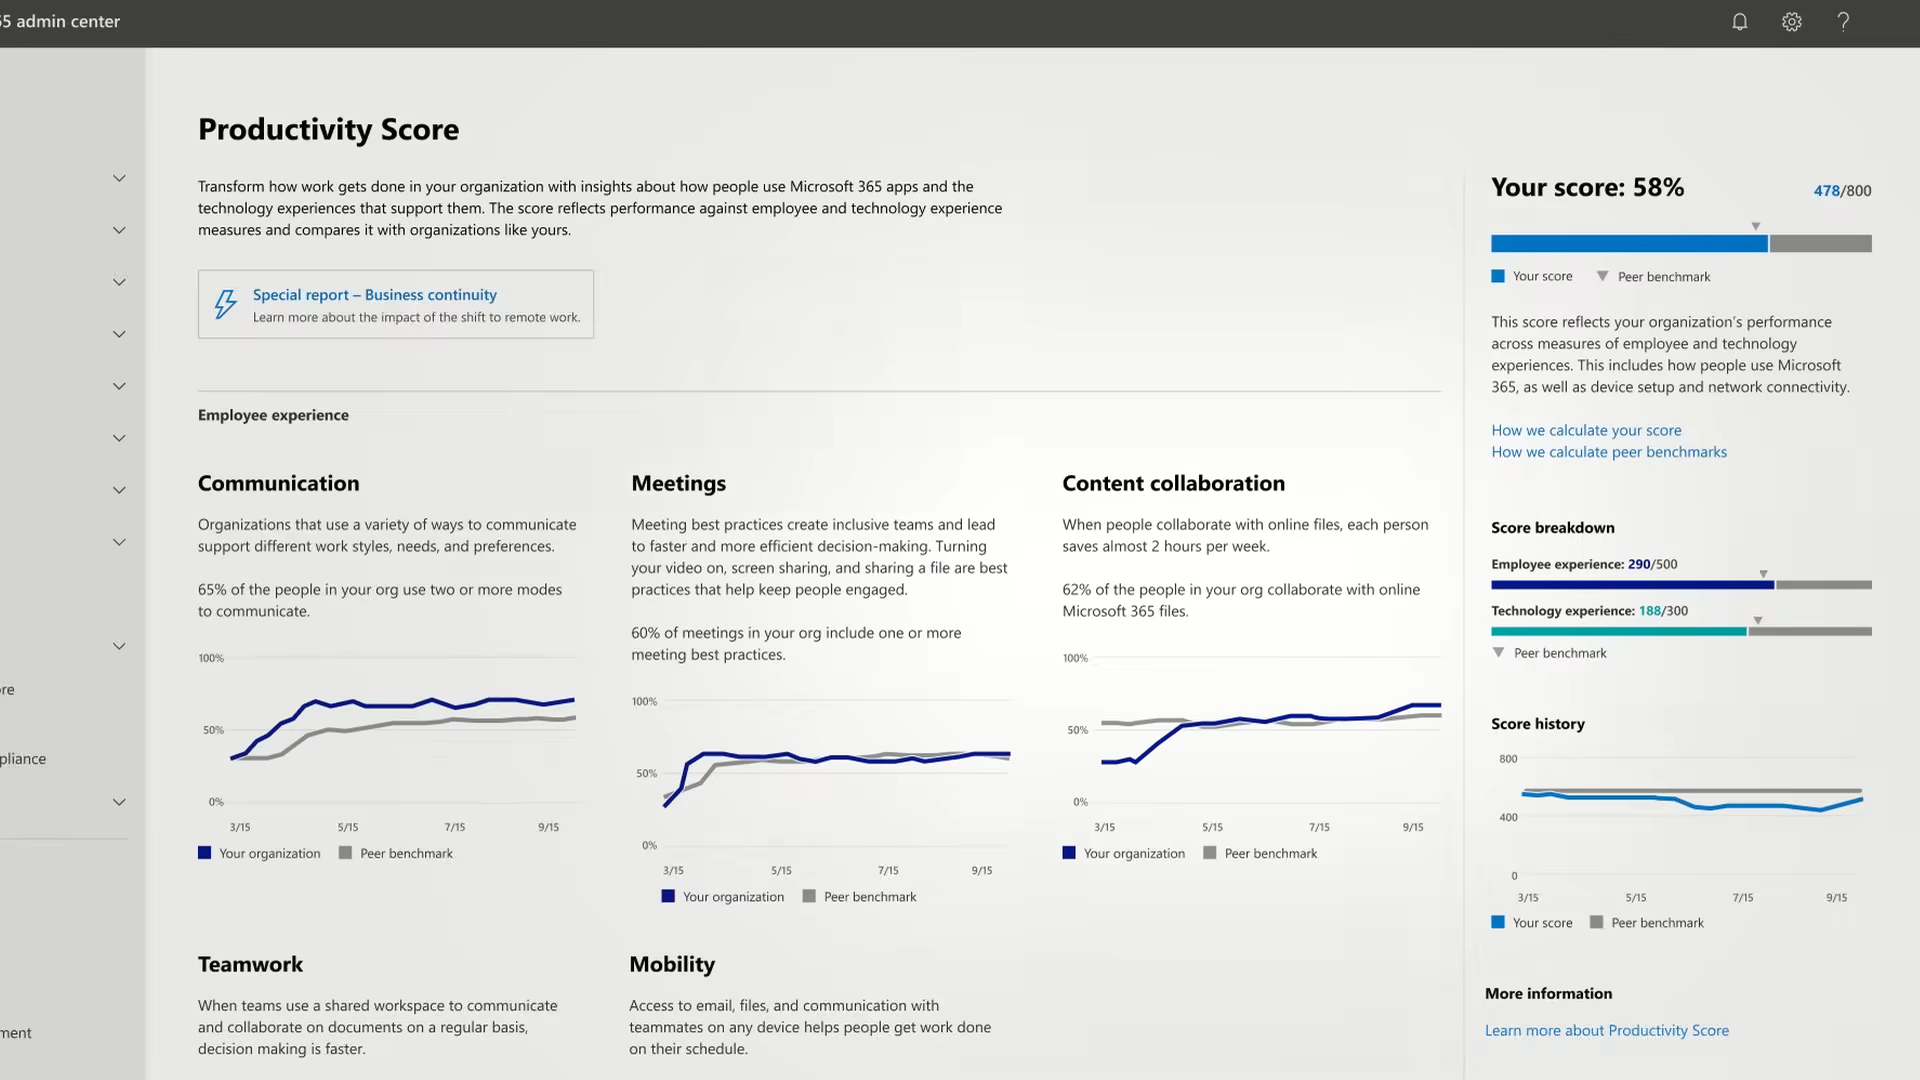 65 admin center
Productivity Score
Transform how work gets done in your organization with insights about how people use Microsoft 365 apps and the
technology experiences that support them. The score reflects performance against employee and technology experience
measures and compares it with organizations like yours.
Special report – Business continuity
Learn more about the impact of the shift to remote work.
Employee experience
Communication
Organizations that use a variety of ways to communicate
support different work styles, needs, and preferences.
65% of the people in your org use two or more modes
to communicate.
100%
50%
0%
3/15 5/15 7/15 9/15
Your organization Peer benchmark
Meetings
Meeting best practices create inclusive teams and lead
to faster and more efficient decision-making. Turning
your video on, screen sharing, and sharing a file are best
practices that help keep people engaged.
60% of meetings in your org include one or more
meeting best practices.
100%
50%
0%
3/15 5/15 7/15 9/15
Your organization Peer benchmark
Content collaboration
When people collaborate with online files, each person
saves almost 2 hours per week.
62% of the people in your org collaborate with online
Microsoft 365 files.
100%
50%
0%
3/15 5/15 7/15 9/15
Your organization Peer benchmark
Teamwork
When teams use a shared workspace to communicate
and collaborate on documents on a regular basis,
decision making is faster.
Mobility
Access to email, files, and communication with
teammates on any device helps people get work done
on their schedule.
Your score: 58% 478/800
Your score Peer benchmark
This score reflects your organization's performance
across measures of employee and technology
experiences. This includes how people use Microsoft
365, as well as device setup and network connectivity.
How we calculate your score
How we calculate peer benchmarks
Score breakdown
Employee experience: 290/500
Technology experience: 188/300
Peer benchmark
Score history
800
400
0
3/15 5/15 7/15 9/15
Your score Peer benchmark
More information
Learn more about Productivity Score
ore
pliance
ment